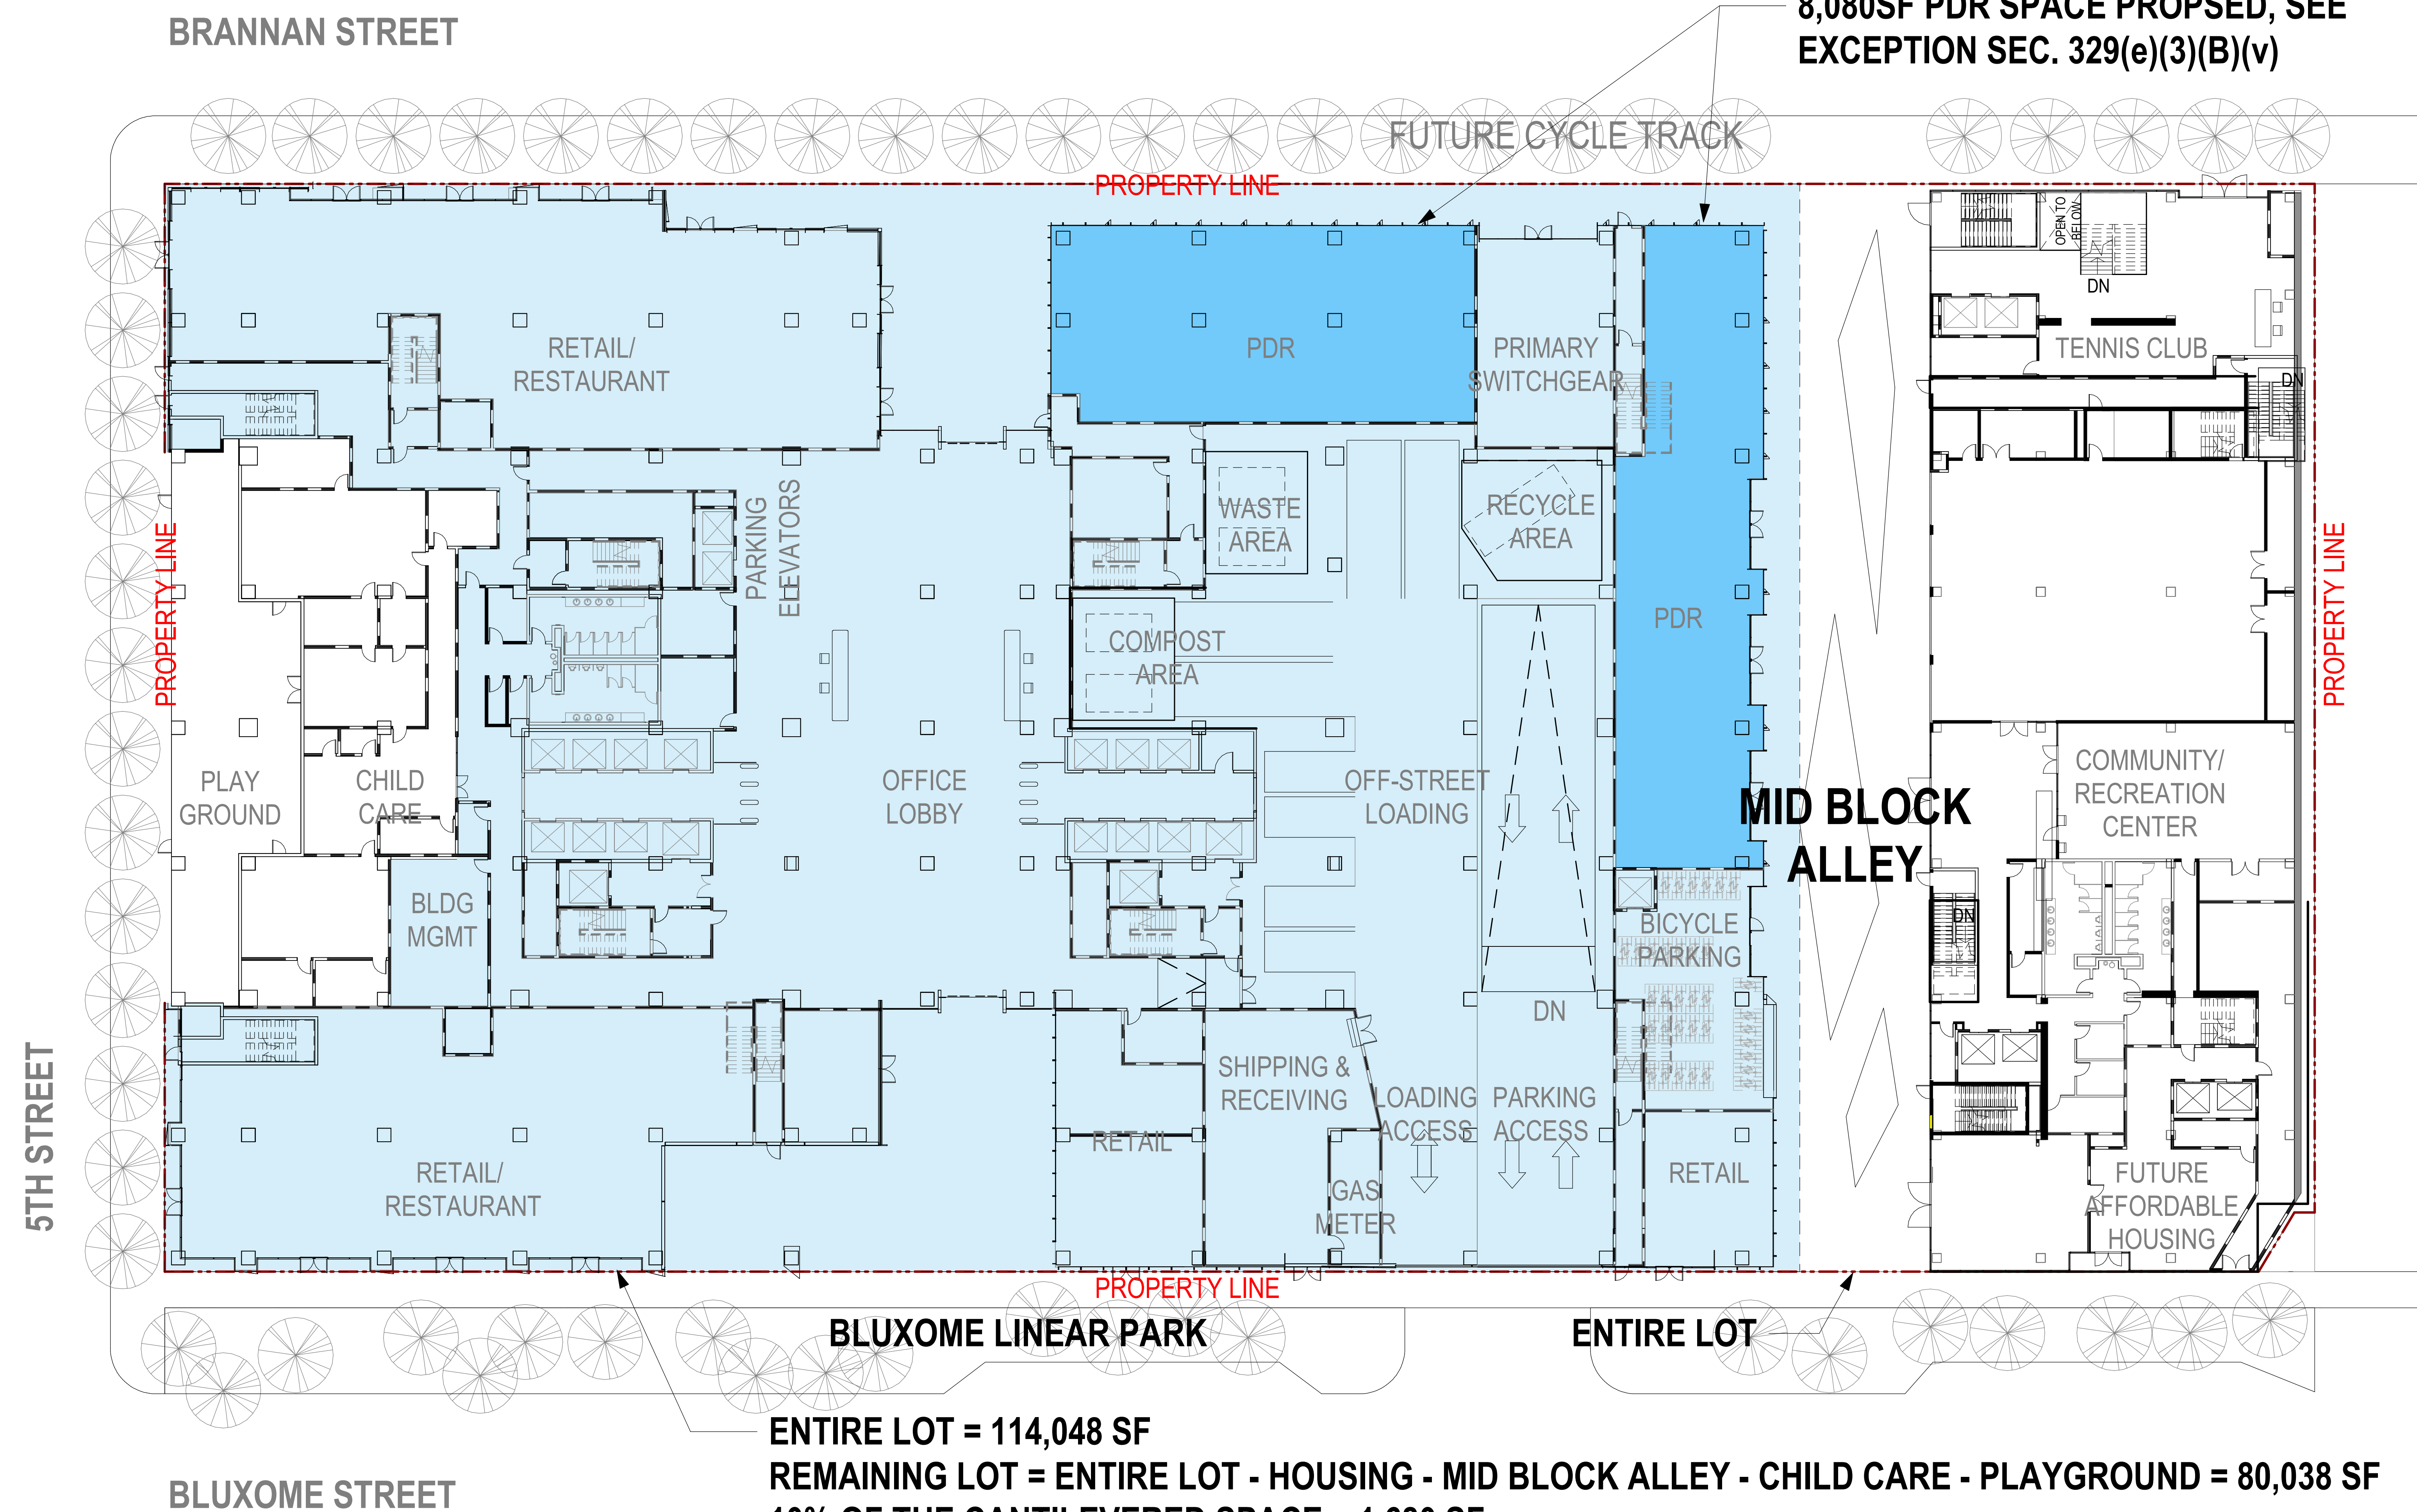 BRANNAN STREET
8,080SF PDR SPACE PROPSED, SEE
EXCEPTION SEC. 329(e)(3)(B)(v)
FUTURE CYCLE TRACK
PROPERTY LINE
OPEN TO
BELOW
DN
RETAIL/
RESTAURANT
PDR
PRIMARY
SWITCHGEAR
TENNIS CLUB
DN
PARKING
ELEVATORS
WASTE
AREA
RECYCLE
AREA
PROPERTY LINE
PROPERTY LINE
PDR
COMPOST
AREA
PLAY
GROUND
CHILD
CARE
OFFICE
LOBBY
OFF-STREET
LOADING
MID BLOCK
ALLEY
COMMUNITY/
RECREATION
CENTER
BLDG
MGMT
BICYCLE
PARKING
DN
DN
5TH STREET
SHIPPING &
RECEIVING
LOADING
ACCESS
PARKING
ACCESS
RETAIL
RETAIL/
RESTAURANT
GAS
METER
RETAIL
FUTURE
AFFORDABLE
HOUSING
PROPERTY LINE
BLUXOME LINEAR PARK
ENTIRE LOT
ENTIRE LOT = 114,048 SF
REMAINING LOT = ENTIRE LOT - HOUSING - MID BLOCK ALLEY - CHILD CARE - PLAYGROUND = 80,038 SF
BLUXOME STREET
OF THE CANTILEVERED SPACE